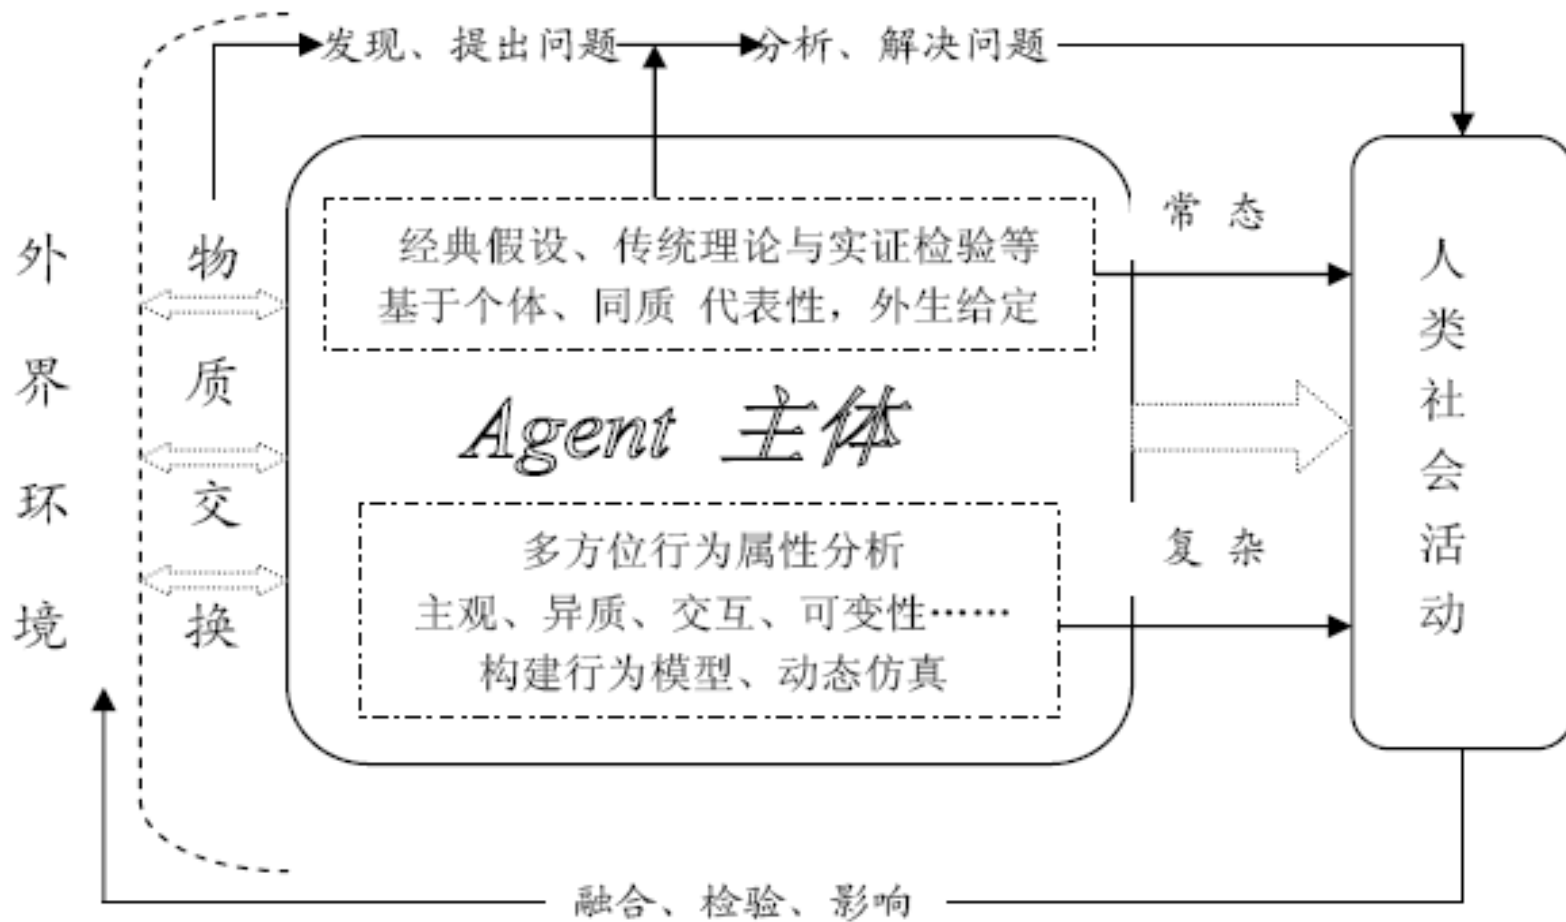 发现、提出问题
分析、解决问题
外界环境
物质交换
经典假设、传统理论与实证检验等
基于个体、同质 代表性，外生给定
Agent 主体
多方位行为属性分析
主观、异质、交互、可变性……
构建行为模型、动态仿真
常 态
复 杂
人类社会活动
融合、检验、影响